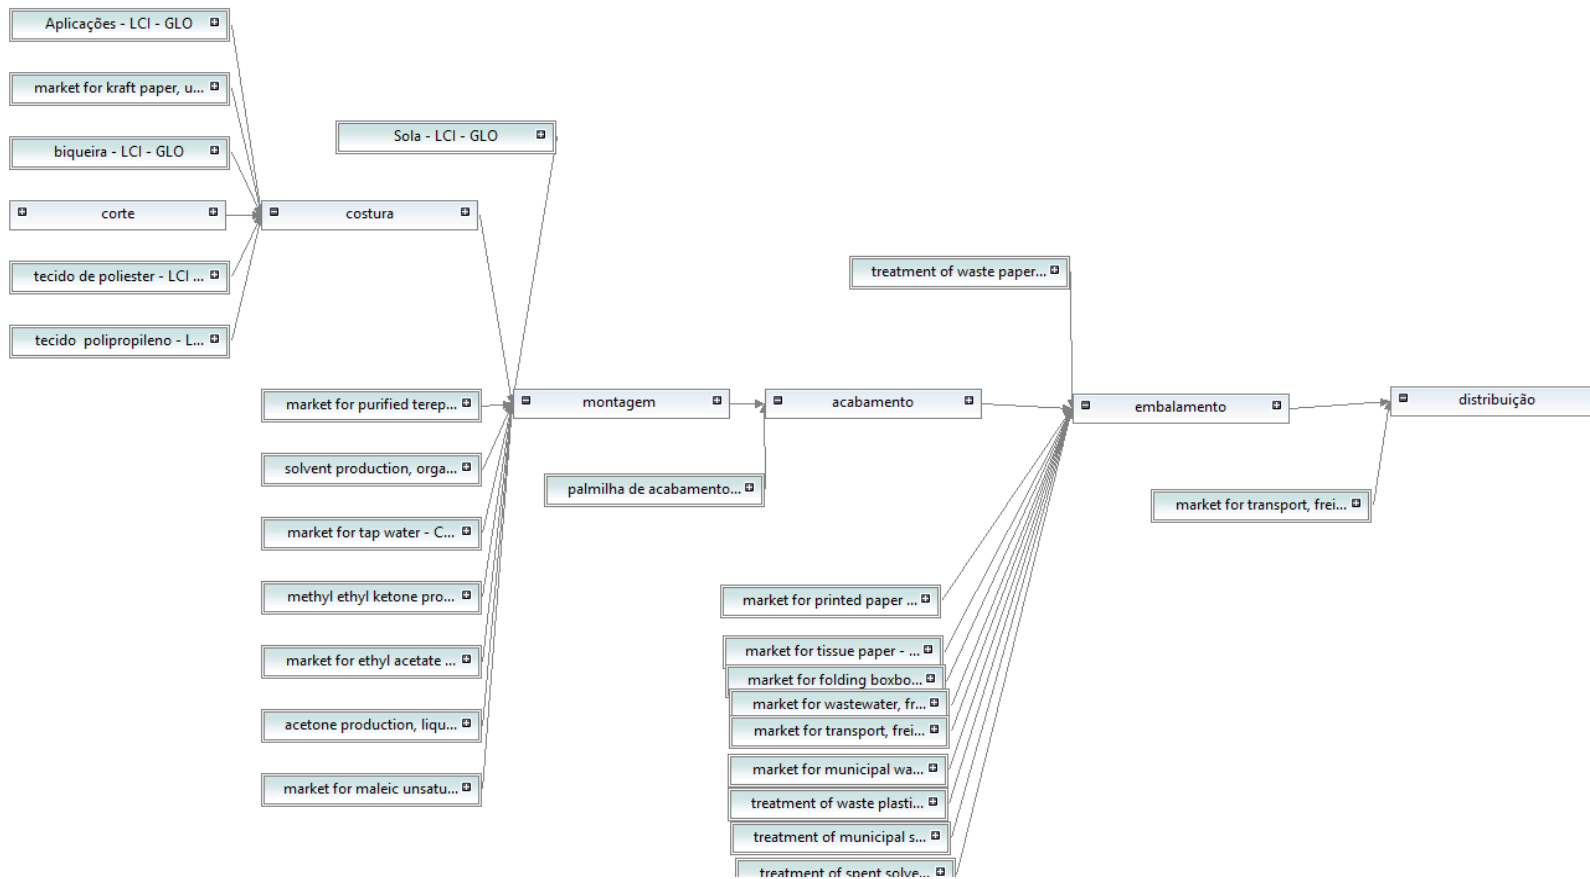 Aplicações - LCI - GLO
market for kraft paper, u...
biqueira - LCI - GLO
corte
tecido de poliester - LCI ...
tecido polipropileno - L...
costura
Sola - LCI - GLO
market for purified terep...
solvent production, orga...
market for tap water - C...
methyl ethyl ketone pro...
market for ethyl acetate ...
acetone production, liqu...
market for maleic unsatu...
montagem
palmilha de acabamento...
acabamento
treatment of waste paper...
market for printed paper ...
market for tissue paper - ...
market for folding boxbo...
market for wastewater, fr...
market for transport, frei...
market for municipal wa...
treatment of waste plasti...
treatment of municipal s...
treatment of spent solve...
embalamento
market for transport, frei...
distribuição